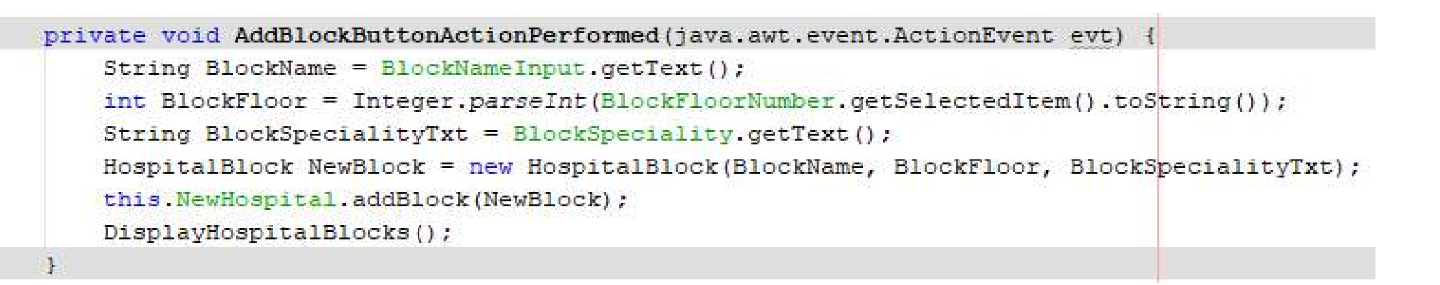 private void AddBlockButtonActionPerformed(java.awt.event.ActionEvent evt) {
String BlockName = BlockNameInput.getText();
int BlockFloor = Integer.parseInt(BlockFloorNumber.getSelectedItem().toString());
String BlockSpecialityTxt = BlockSpeciality.getText();
HospitalBlock NewBlock = new HospitalBlock(BlockName, BlockFloor, BlockSpecialityTxt);
this.NewHospital.addBlock(NewBlock);
DisplayHospitalBlocks();
}